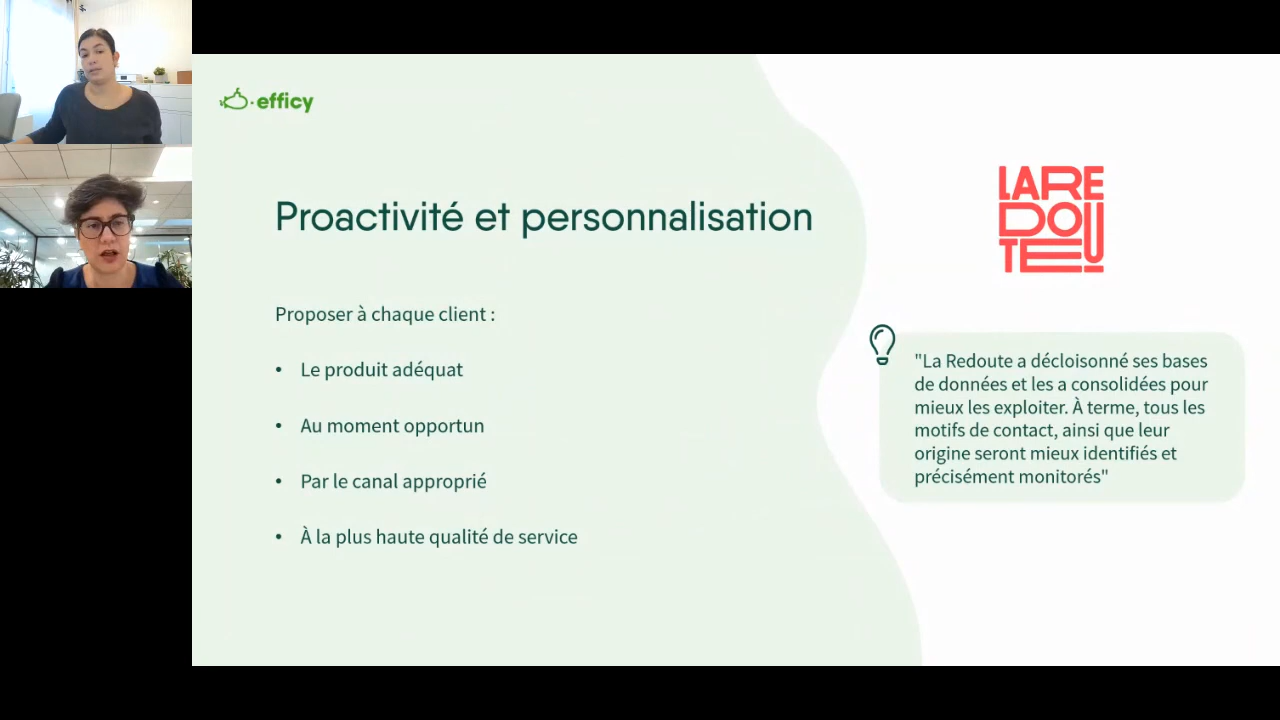 efficy
Proactivité et personnalisation
Proposer à chaque client :
• Le produit adéquat
• Au moment opportun
• Par le canal approprié
• À la plus haute qualité de service
LA RE
DOU
TE
"La Redoute a décloisonné ses bases
de données et les a consolidées pour
mieux les exploiter. À terme, tous les
motifs de contact, ainsi que leur
origine seront mieux identifiés et
précisément monitorés"